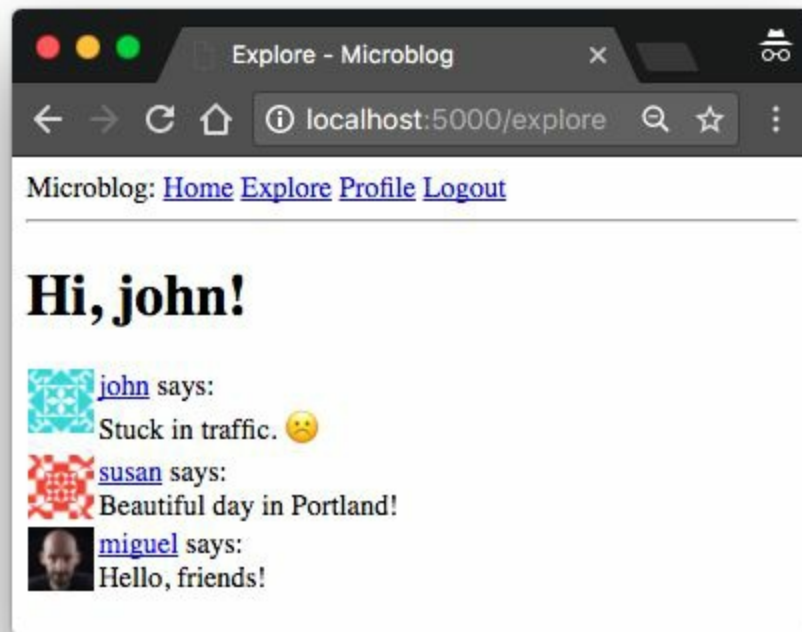 Explore - Microblog
localhost:5000/explore
Microblog: Home Explore Profile Logout
Hi, john!
john says:
Stuck in traffic. ☹️
susan says:
Beautiful day in Portland!
miguel says:
Hello, friends!